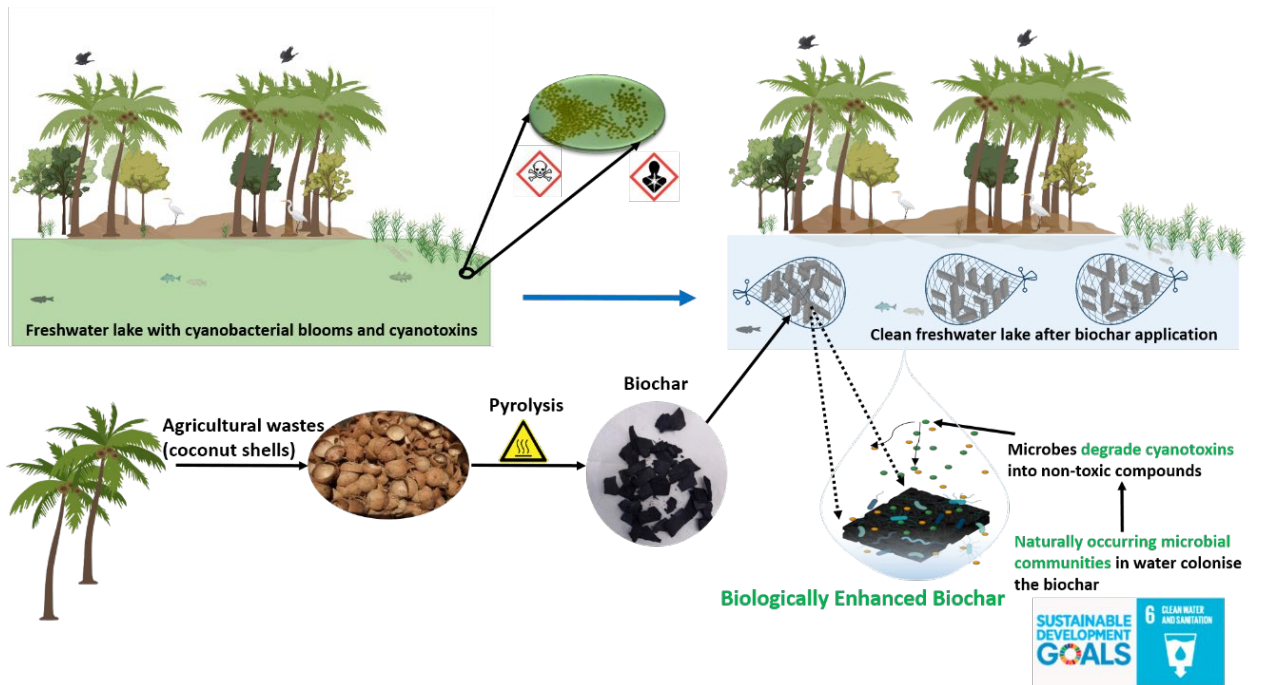 Freshwater lake with cyanobacterial blooms and cyanotoxins
Clean freshwater lake after biochar application
Agricultural wastes
(coconut shells)
Pyrolysis
Biochar
Microbes degrade cyanotoxins
into non-toxic compounds
Naturally occurring microbial
communities in water colonise
the biochar
Biologically Enhanced Biochar
SUSTAINABLE
DEVELOPMENT
GOALS
6 CLEAN WATER
AND SANITATION